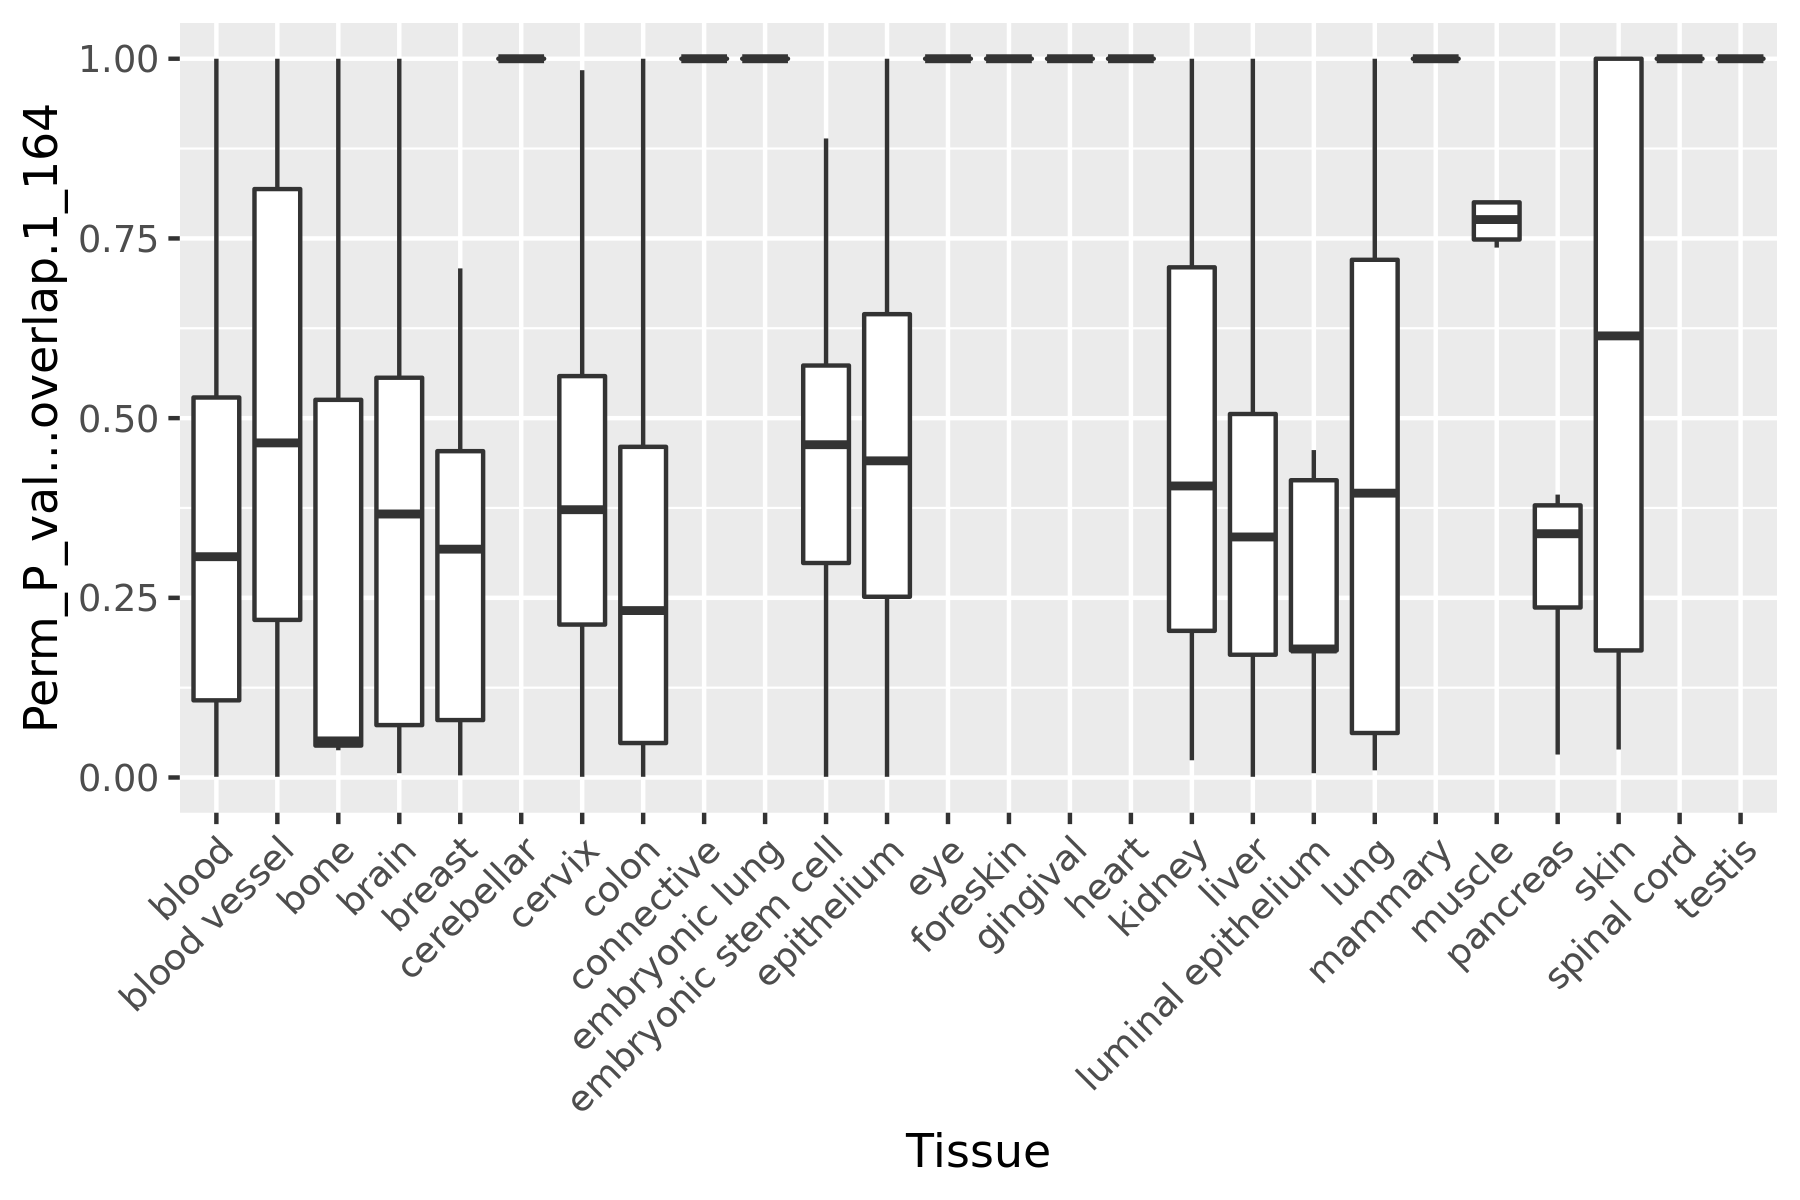 Perm_P_val...overlap.1_164
1.00
0.75
0.50
0.25
0.00
blood
blood vessel
bone
brain
breast
cerebellar
cervix
colon
connective
embryonic lung
embryonic stem cell
epithelium
eye
foreskin
gingival
heart
kidney
liver
luminal epithelium
lung
mammary
muscle
pancreas
skin
spinal cord
testis
Tissue